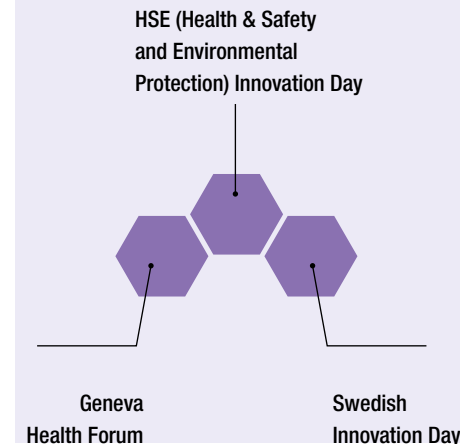 HSE (Health & Safety
and Environmental
Protection) Innovation Day
Geneva
Health Forum
Swedish
Innovation Day